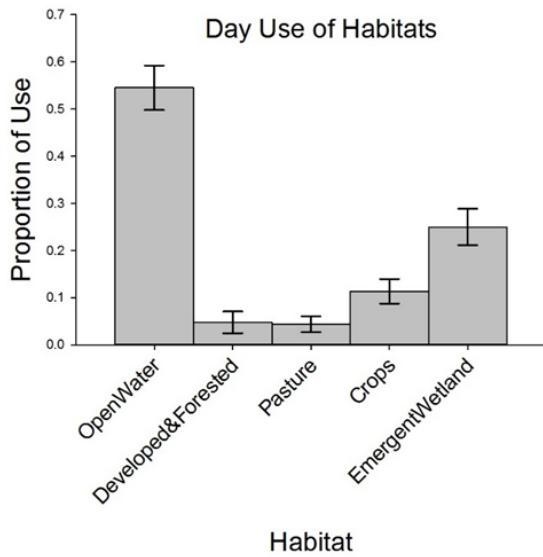 Day Use of Habitats
Proportion of Use
0.7
0.6
0.5
0.4
0.3
0.2
0.1
0.0
OpenWater
Developed&Forested
Pasture
Crops
EmergentWetland
Habitat